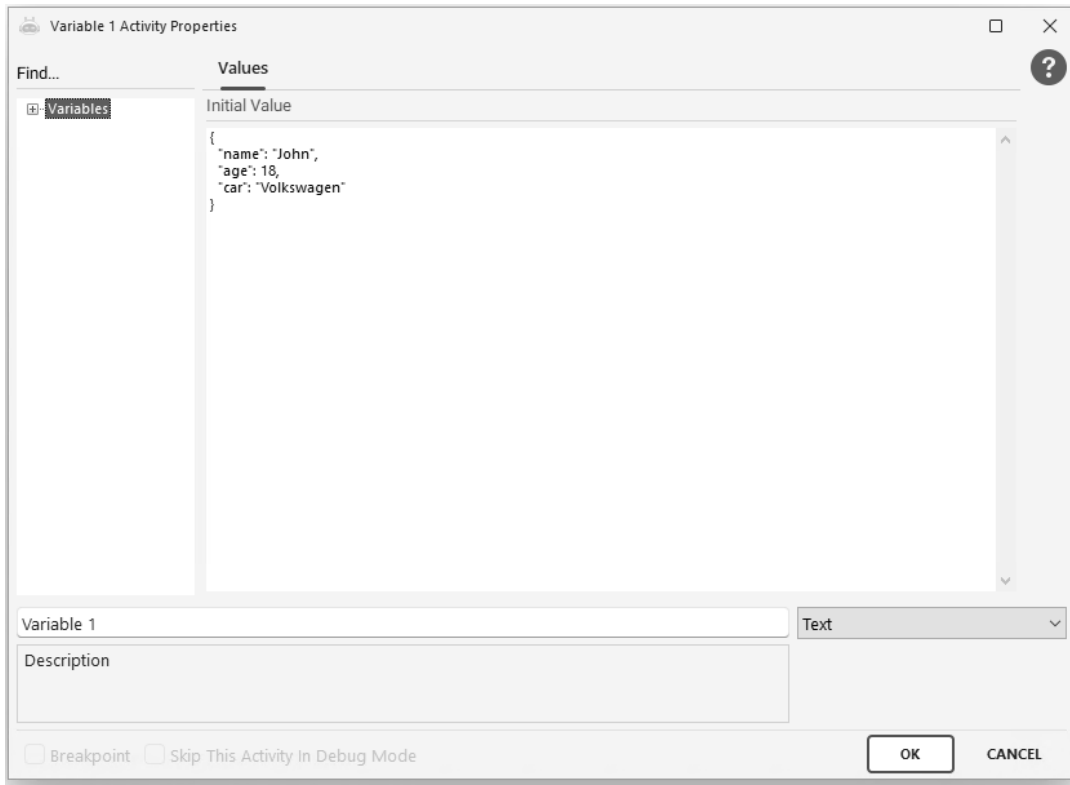 Variable 1 Activity Properties
Find...
Values
?
Variables
Initial Value
{
"name": "John",
"age": 18,
"car": "Volkswagen"
}
Variable 1
Text
Description
Breakpoint
Skip This Activity In Debug Mode
OK
CANCEL